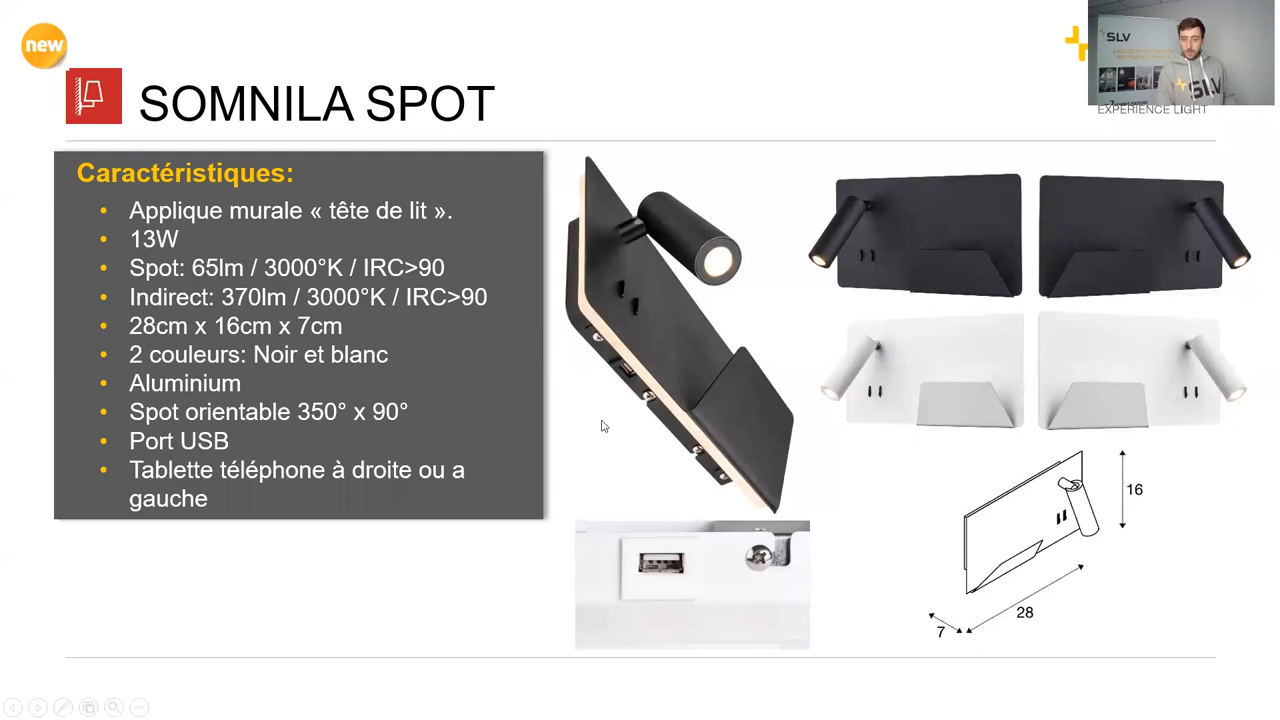 new
SLV
SLV
EXPERIENCE LIGHT
SOMNILA SPOT
Caractéristiques:
• Applique murale « tête de lit ».
• 13W
• Spot: 65lm / 3000°K / IRC>90
• Indirect: 370lm / 3000°K / IRC>90
• 28cm x 16cm x 7cm
• 2 couleurs: Noir et blanc
• Aluminium
• Spot orientable 350° x 90°
• Port USB
• Tablette téléphone à droite ou a
gauche
16
28
7